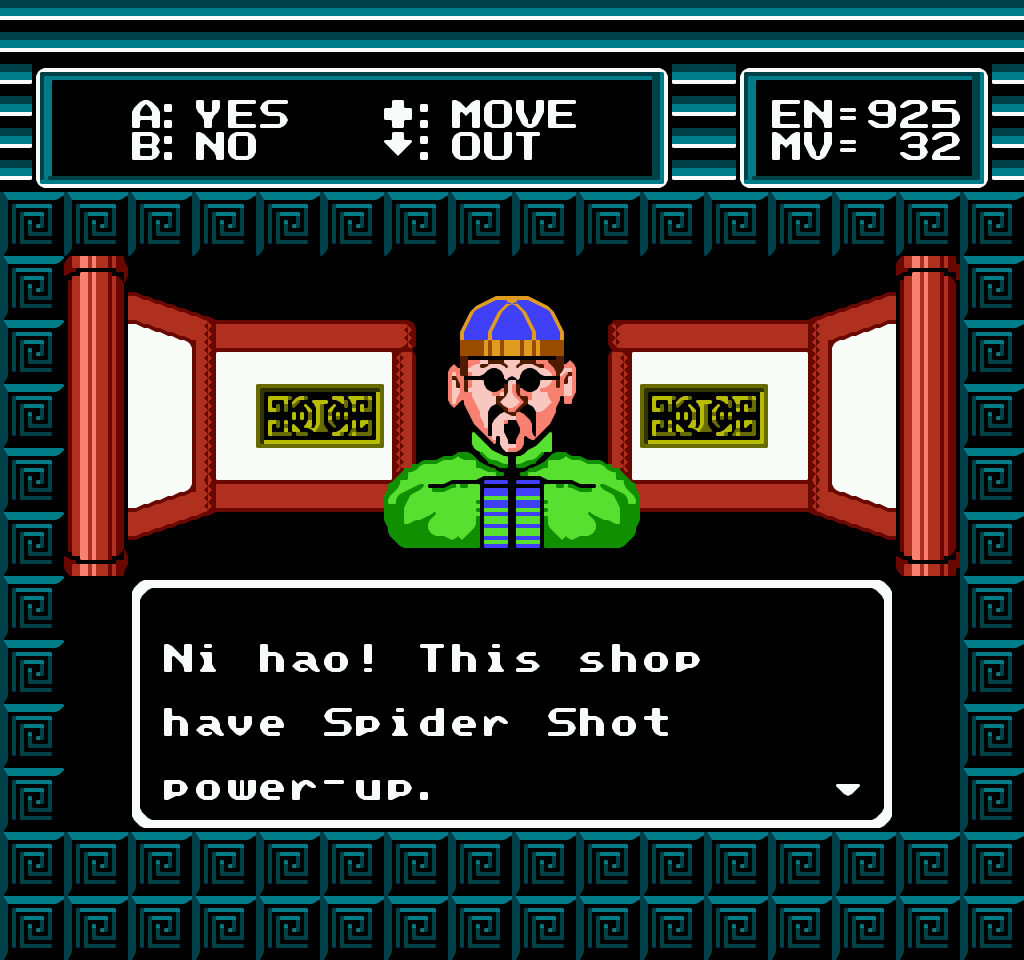 A: YES ✚: MOVE
B: NO ⬇: OUT
EN=925
MV= 32
Ni hao! This shop
have Spider Shot
power-up.